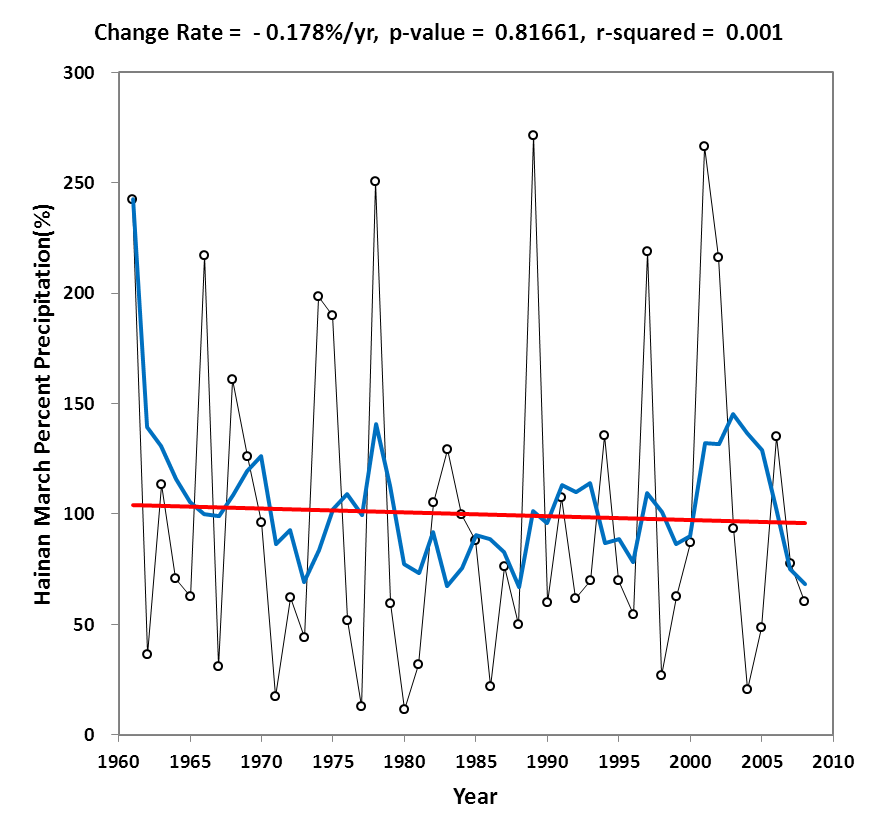 Change Rate = - 0.178%/yr, p-value = 0.81661, r-squared = 0.001
Hainan March Percent Precipitation(%)
300
250
200
150
100
50
0
1960 1965 1970 1975 1980 1985 1990 1995 2000 2005 2010
Year